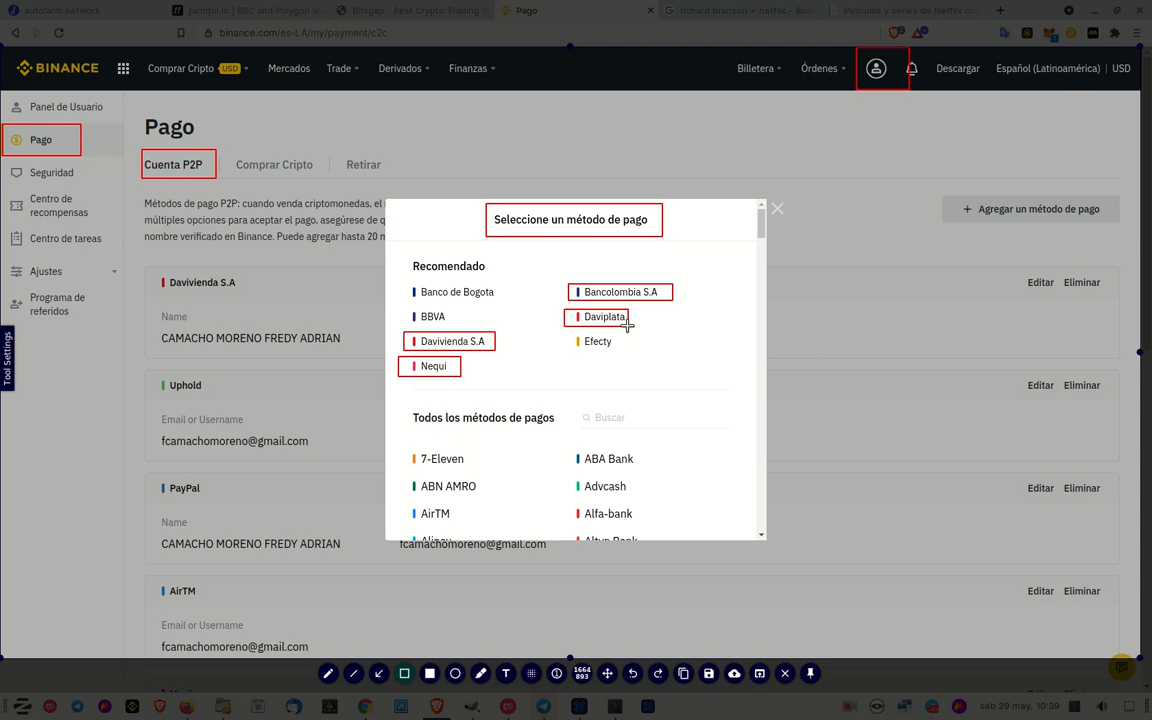 autofarm.network
farmfol.io | BSC and Polygon w
Bitsgap - Best Crypto Trading
Pago
richard branson + netflix - Bus
Películas y series de Netflix.co
binance.com/es-LA/my/payment/c2c
BINANCE
Comprar Cripto USD
Mercados
Trade
Derivados
Finanzas
Billetera
Órdenes
Descargar
Español (Latinoamérica) | USD
Panel de Usuario
Pago
Seguridad
Centro de
recompensas
Centro de tareas
Ajustes
Programa de
referidos
Tool Settings
Pago
Cuenta P2P
Comprar Cripto
Retirar
Métodos de pago P2P: cuando venda criptomonedas, el
múltiples opciones para aceptar el pago, asegúrese de q
nombre verificado en Binance. Puede agregar hasta 20 m
+ Agregar un método de pago
Davivienda S.A
Editar Eliminar
Name
CAMACHO MORENO FREDY ADRIAN
Uphold
Editar Eliminar
Email or Username
fcamachomoreno@gmail.com
PayPal
Editar Eliminar
Name
CAMACHO MORENO FREDY ADRIAN
fcamachomoreno@gmail.com
AirTM
Editar Eliminar
Email or Username
fcamachomoreno@gmail.com
Seleccione un método de pago
Recomendado
Banco de Bogota
Bancolombia S.A
BBVA
Daviplata
Davivienda S.A
Efecty
Nequi
Todos los métodos de pagos
Buscar
7-Eleven
ABA Bank
ABN AMRO
Advcash
AirTM
Alfa-bank
1664
893
sáb 29 may, 10:39